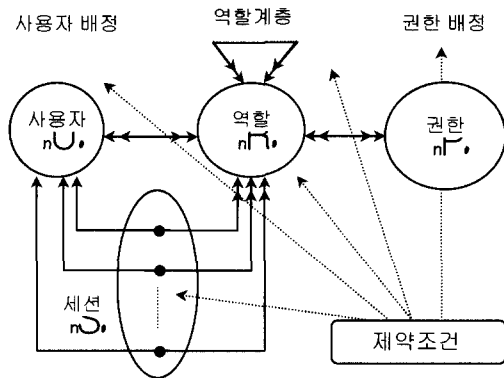 사용자 배정
역할계층
권한 배정
사용자
역할
권한
세션
제약조건